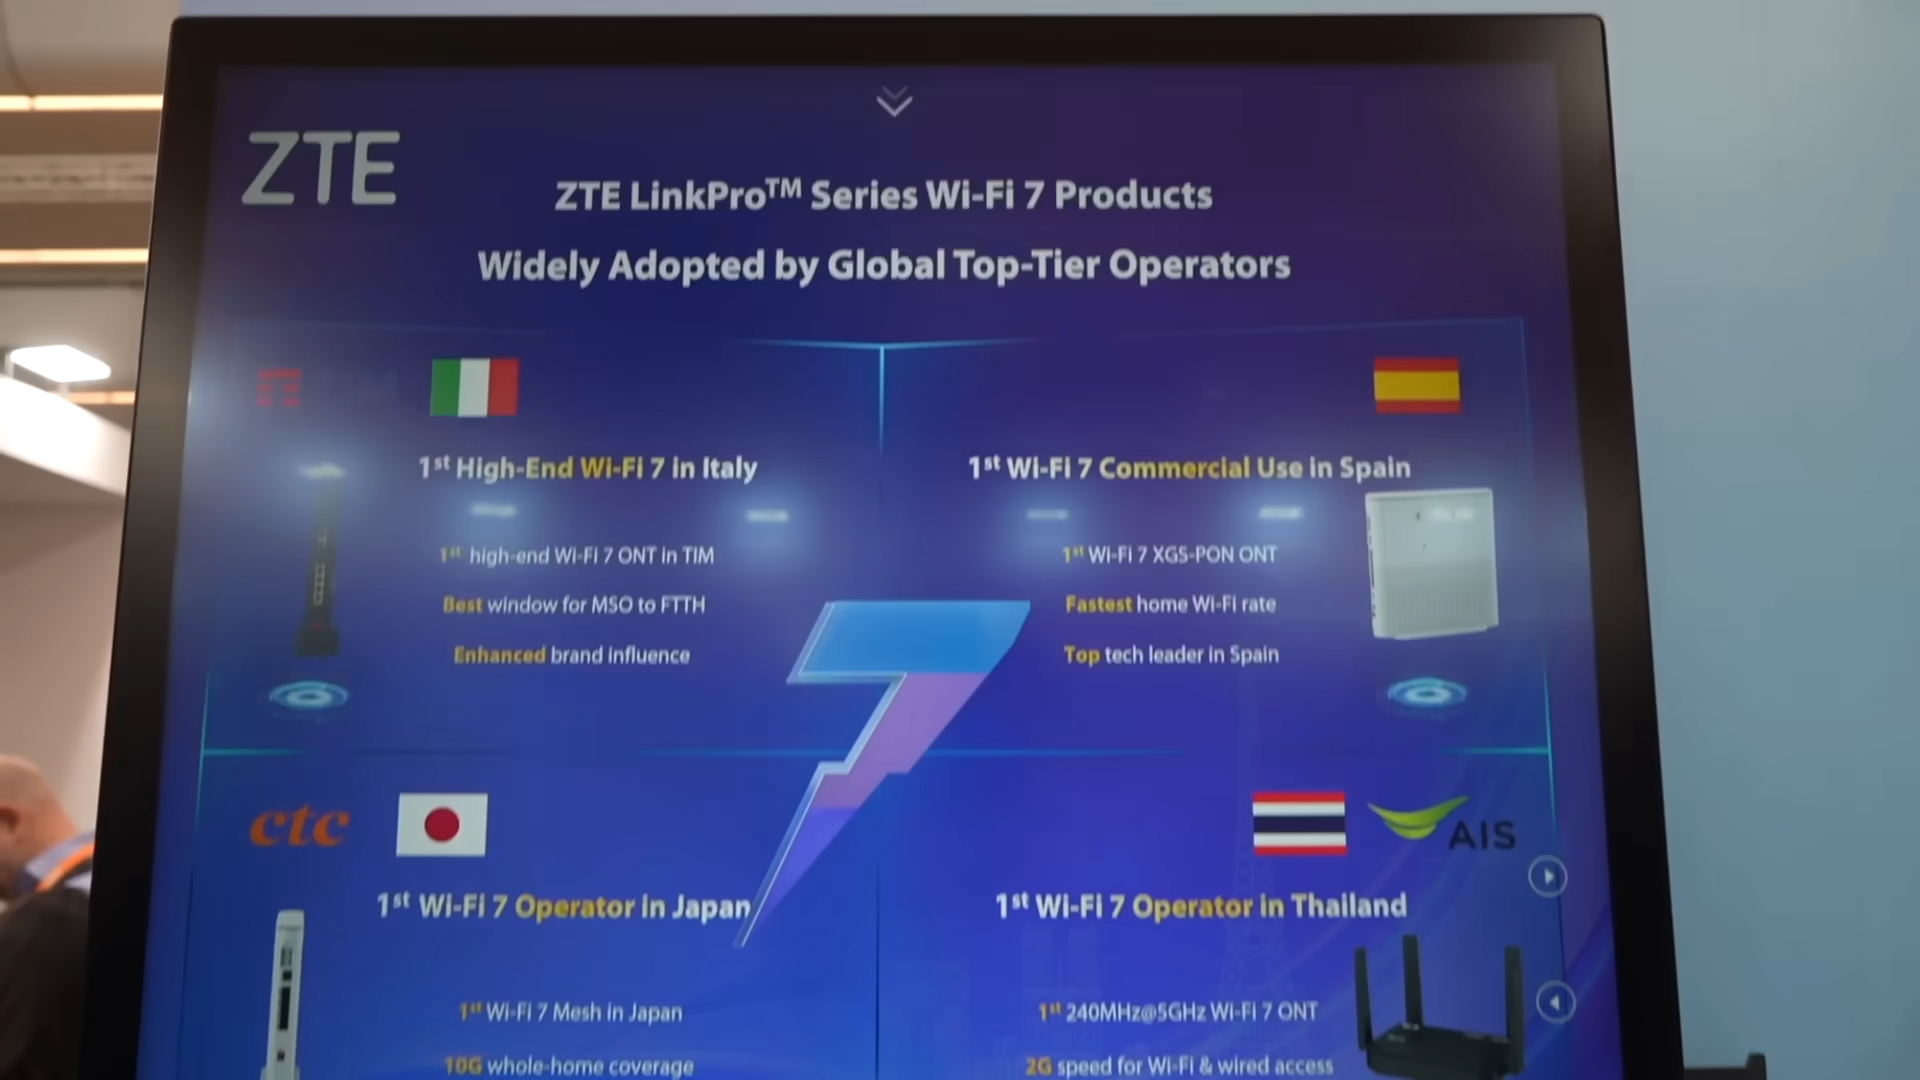 ZTE
ZTE LinkPro™ Series Wi-Fi 7 Products
Widely Adopted by Global Top-Tier Operators
1st High-End Wi-Fi 7 in Italy
1st high-end Wi-Fi 7 ONT in TIM
Best window for MSO to FTTH
Enhanced brand influence
1st Wi-Fi 7 Commercial Use in Spain
1st Wi-Fi 7 XGS-PON ONT
Fastest home Wi-Fi rate
Top tech leader in Spain
7
ctc
1st Wi-Fi 7 Operator in Japan
1st Wi-Fi 7 Mesh in Japan
10G whole-home coverage
AIS
1st Wi-Fi 7 Operator in Thailand
1st 240MHz@5GHz Wi-Fi 7 ONT
2G speed for Wi-Fi & wired access